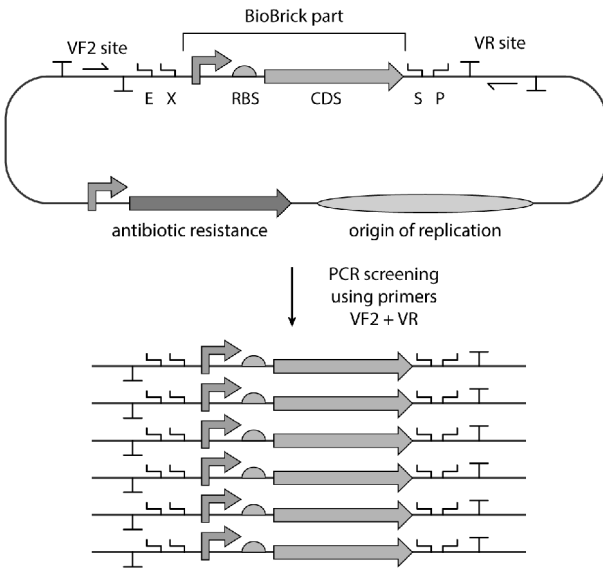 BioBrick part
VF2 site
VR site
E X RBS CDS S P
antibiotic resistance
origin of replication
PCR screening
using primers
VF2 + VR